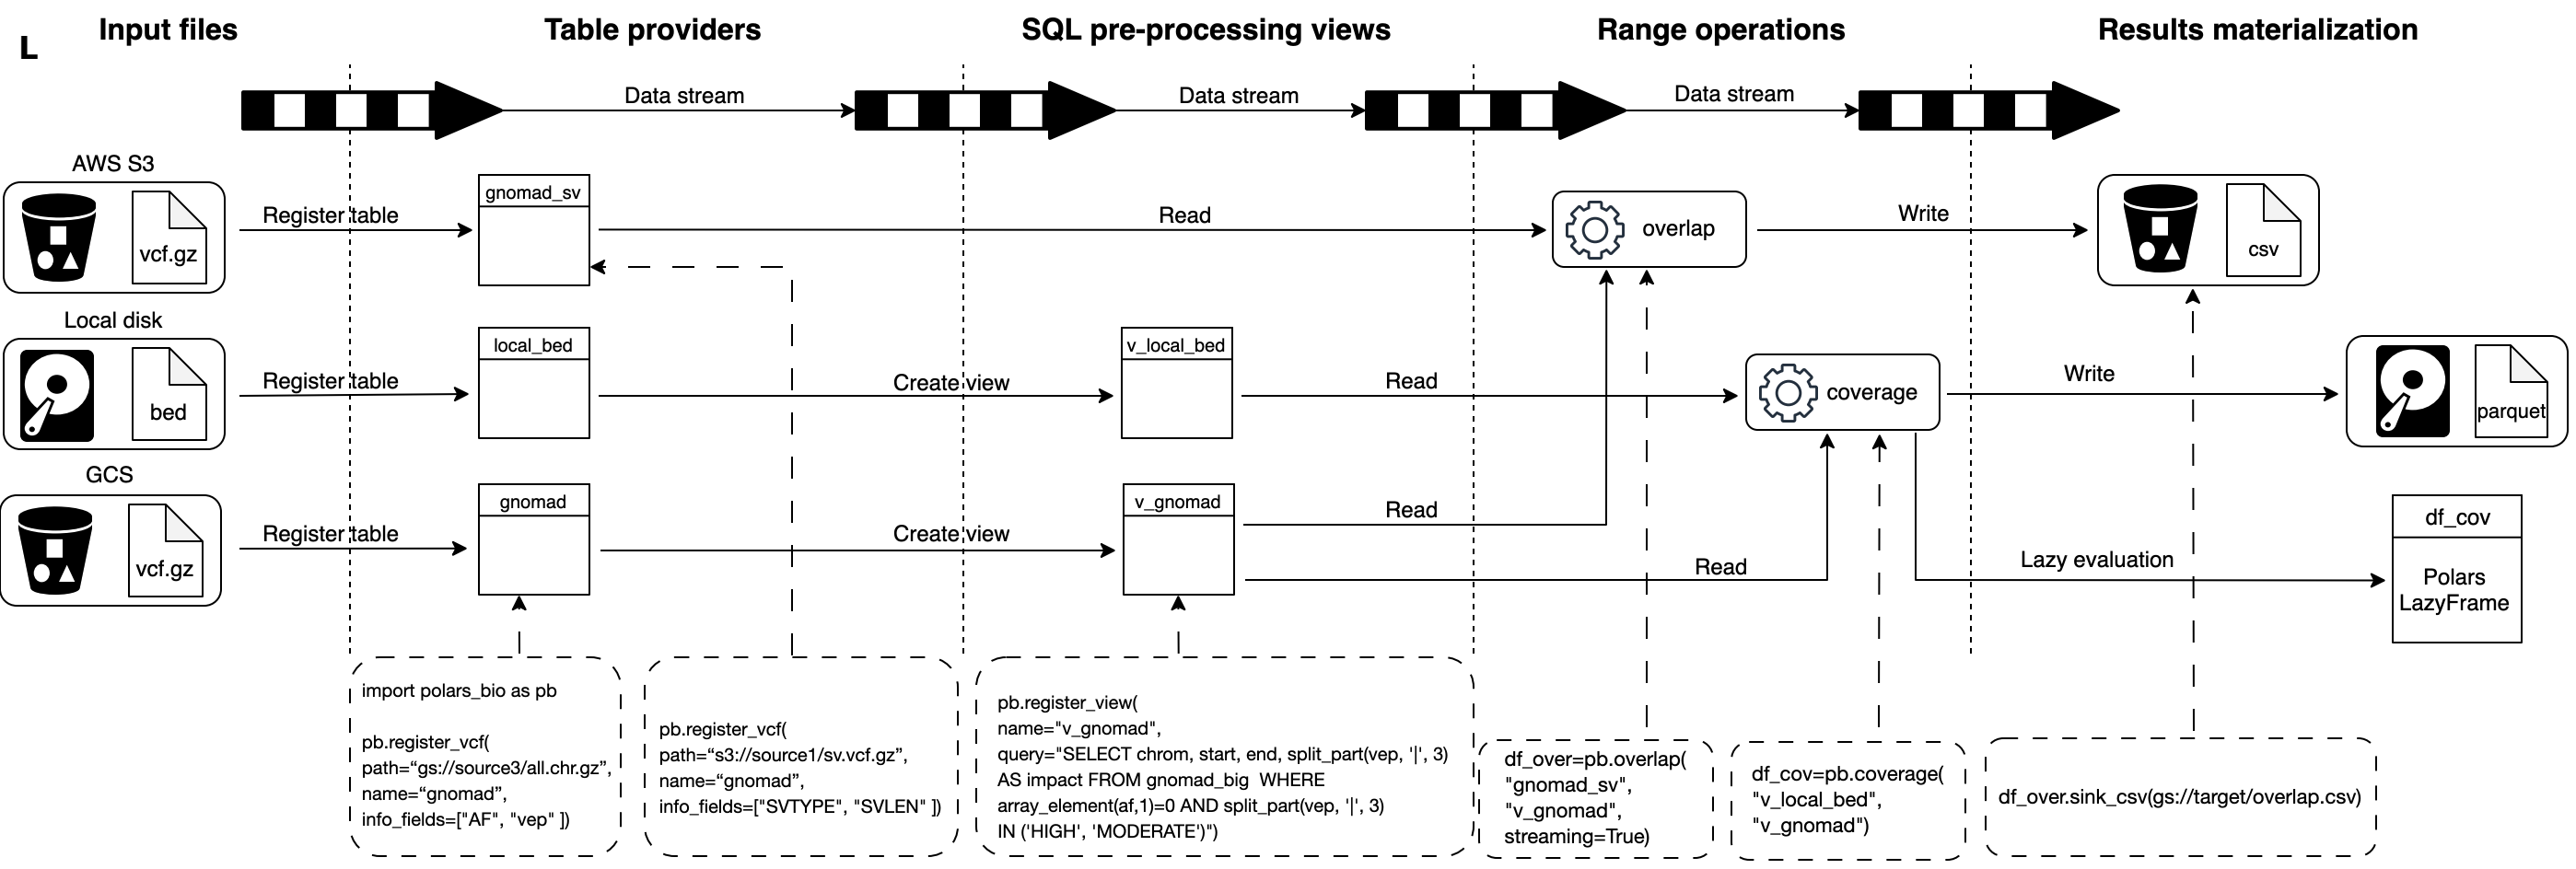 L
Input files
Table providers
SQL pre-processing views
Range operations
Results materialization
Data stream
Data stream
Data stream
AWS S3
vcf.gz
Register table
gnomad_sv
Read
overlap
Write
csv
Local disk
bed
Register table
local_bed
Create view
v_local_bed
Read
coverage
Write
parquet
GCS
vcf.gz
Register table
gnomad
Create view
v_gnomad
Read
Read
Lazy evaluation
df_cov
Polars
LazyFrame
import polars_bio as pb
pb.register_vcf(
path=“gs://source3/all.chr.gz”,
name=“gnomad”,
info_fields=["AF", "vep" ])
pb.register_vcf(
path=“s3://source1/sv.vcf.gz”,
name=“gnomad”,
info_fields=["SVTYPE", "SVLEN" ])
pb.register_view(
name="v_gnomad",
query="SELECT chrom, start, end, split_part(vep, '|', 3)
AS impact FROM gnomad_big  WHERE
array_element(af,1)=0 AND split_part(vep, '|', 3)
IN ('HIGH', 'MODERATE')")
df_over=pb.overlap(
"gnomad_sv",
"v_gnomad",
streaming=True)
df_cov=pb.coverage(
"v_local_bed",
"v_gnomad")
df_over.sink_csv(gs://target/overlap.csv)